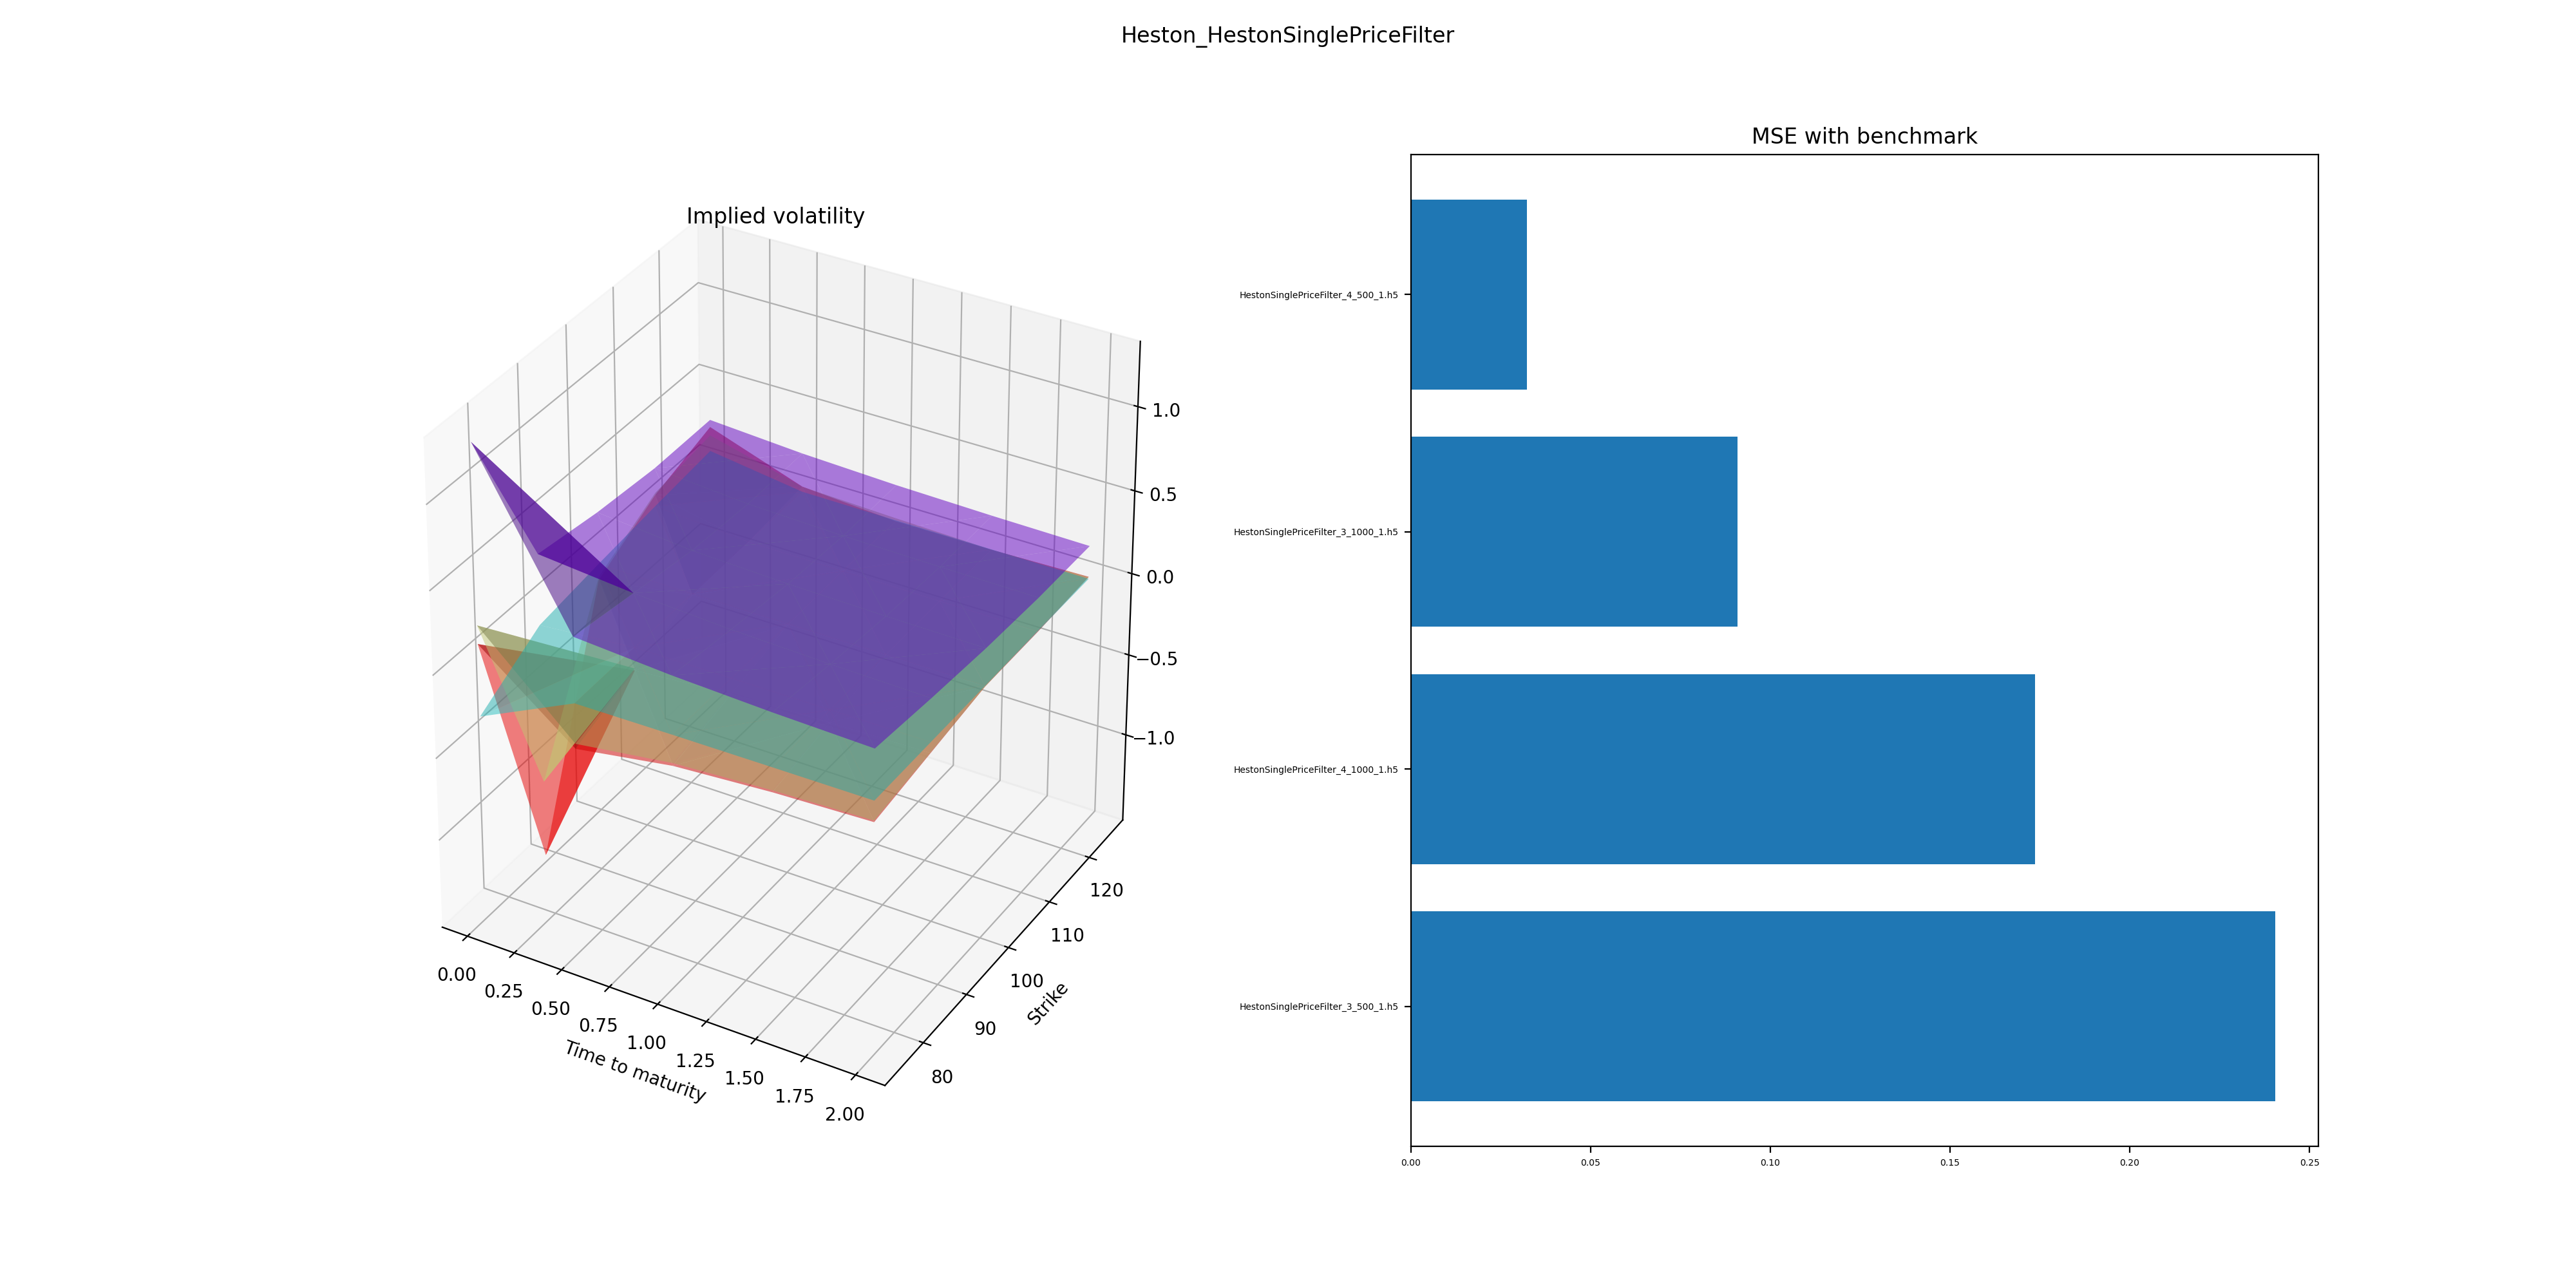 Heston_HestonSinglePriceFilter
Implied volatility
1.0
0.5
0.0
−0.5
−1.0
120
110
100
90
80
Strike
0.00
0.25
0.50
0.75
1.00
1.25
1.50
1.75
2.00
Time to maturity
MSE with benchmark
HestonSinglePriceFilter_4_500_1.h5
HestonSinglePriceFilter_3_1000_1.h5
HestonSinglePriceFilter_4_1000_1.h5
HestonSinglePriceFilter_3_500_1.h5
0.00 0.05 0.10 0.15 0.20 0.25